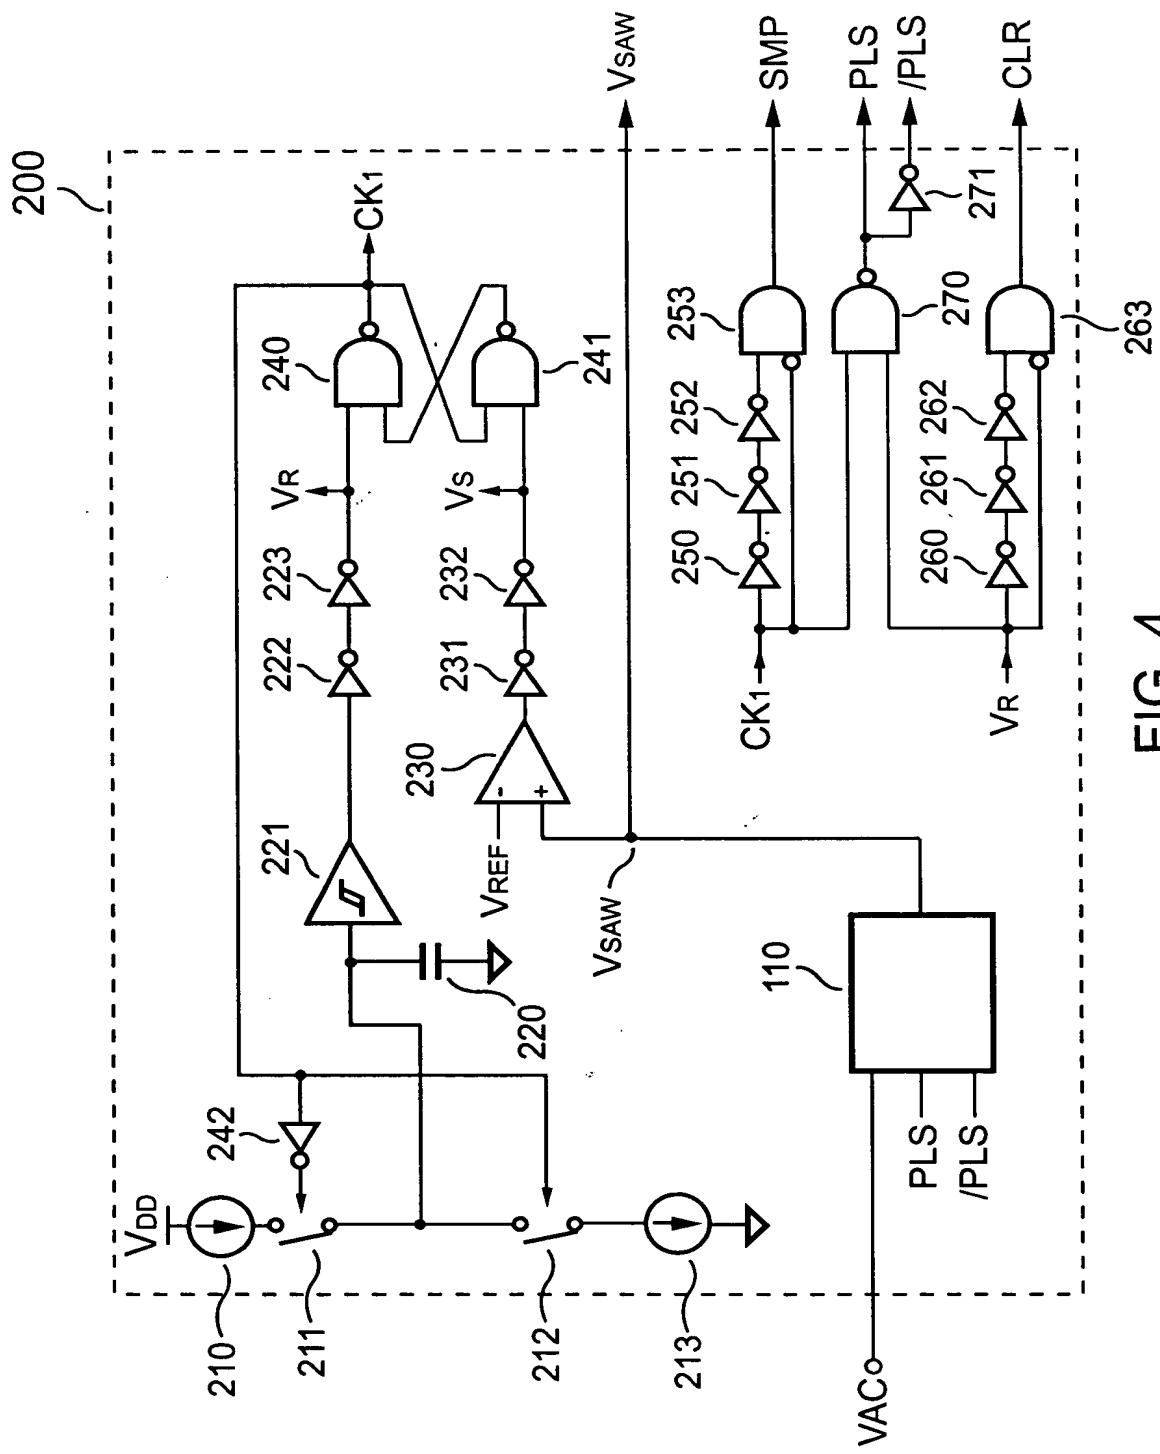 200
VDD
242
210
211
212
213
221
222
223
VR
240
CK1
220
230
231
232
VS
241
VREF
-
+
VSAW
VSAW
110
PLS
/PLS
VAC
250
251
252
253
SMP
CK1
270
PLS
/PLS
271
260
261
262
263
VR
CLR
FIG. 4